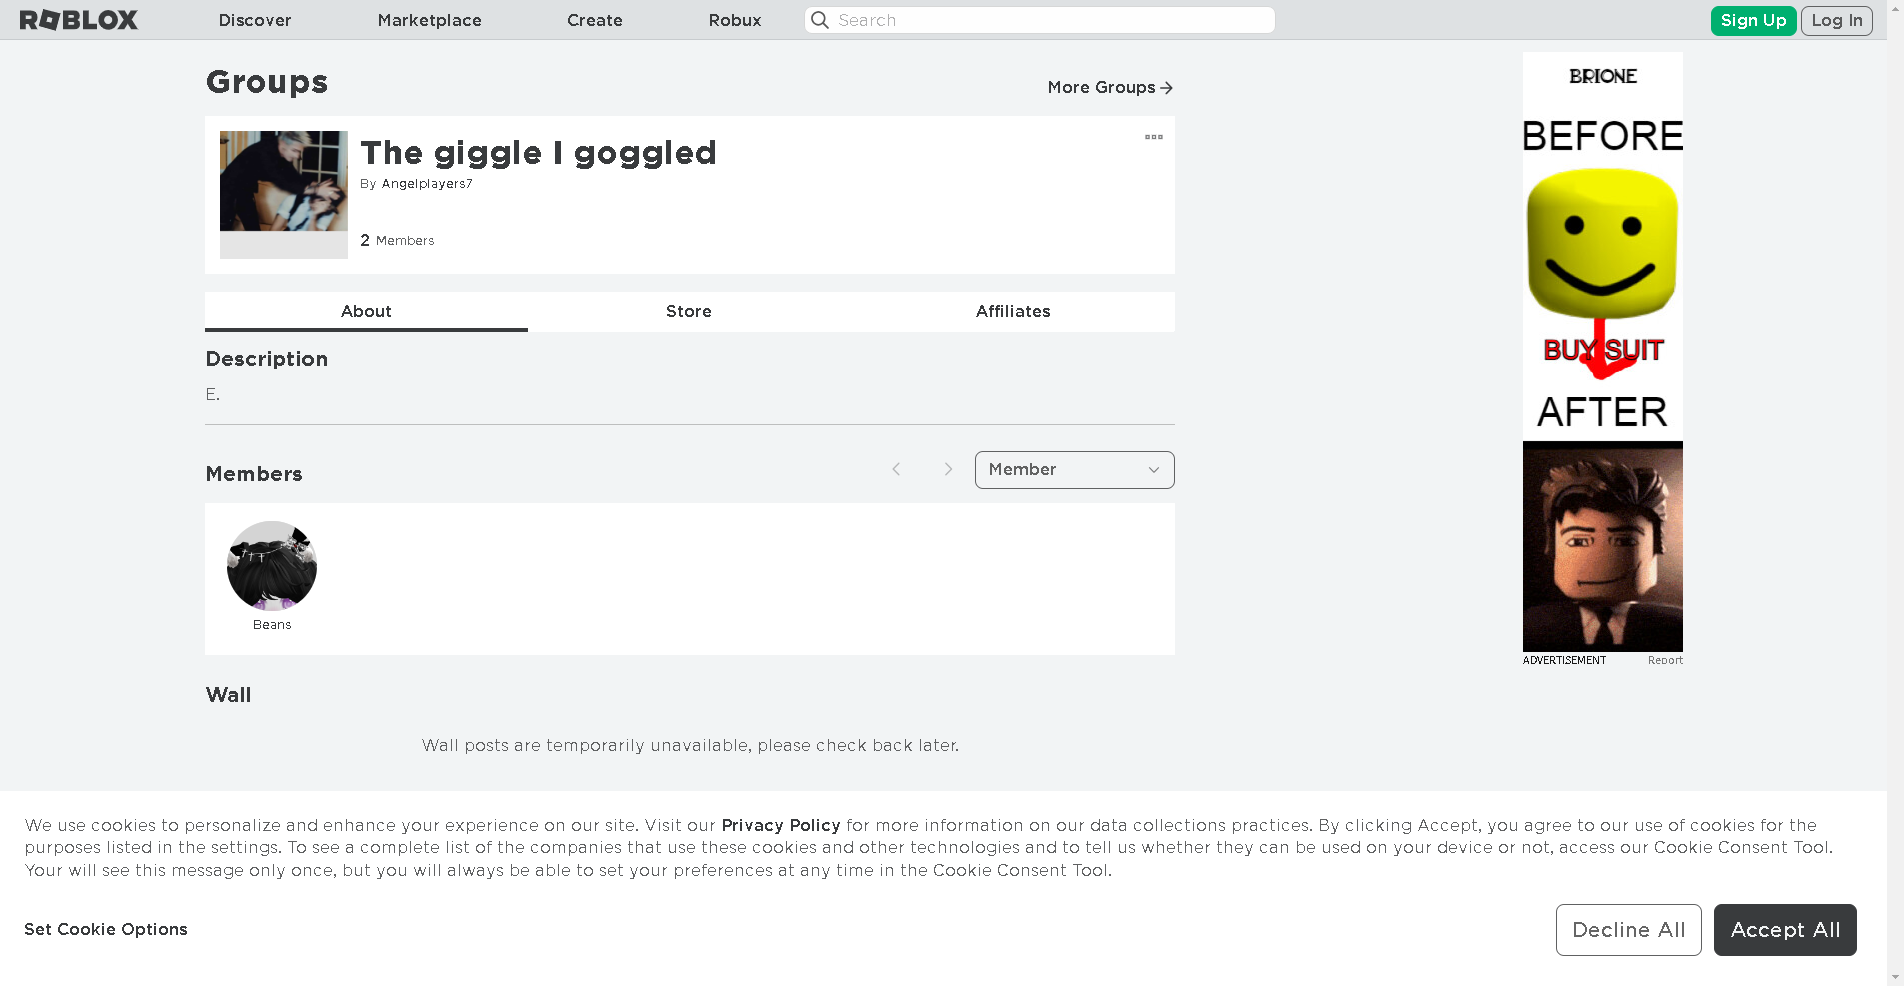 ROBLOX Discover Marketplace Create Robux Search Sign Up Log In
Groups
More Groups
The giggle I goggled
By Angelplayers7
2 Members
About Store Affiliates
Description
E.
Members
Member
Beans
Wall
Wall posts are temporarily unavailable, please check back later.
BRIONE
BEFORE
BUY SUIT
AFTER
ADVERTISEMENT Report
We use cookies to personalize and enhance your experience on our site. Visit our Privacy Policy for more information on our data collections practices. By clicking Accept, you agree to our use of cookies for the
purposes listed in the settings. To see a complete list of the companies that use these cookies and other technologies and to tell us whether they can be used on your device or not, access our Cookie Consent Tool.
Your will see this message only once, but you will always be able to set your preferences at any time in the Cookie Consent Tool.
Set Cookie Options
Decline All
Accept All